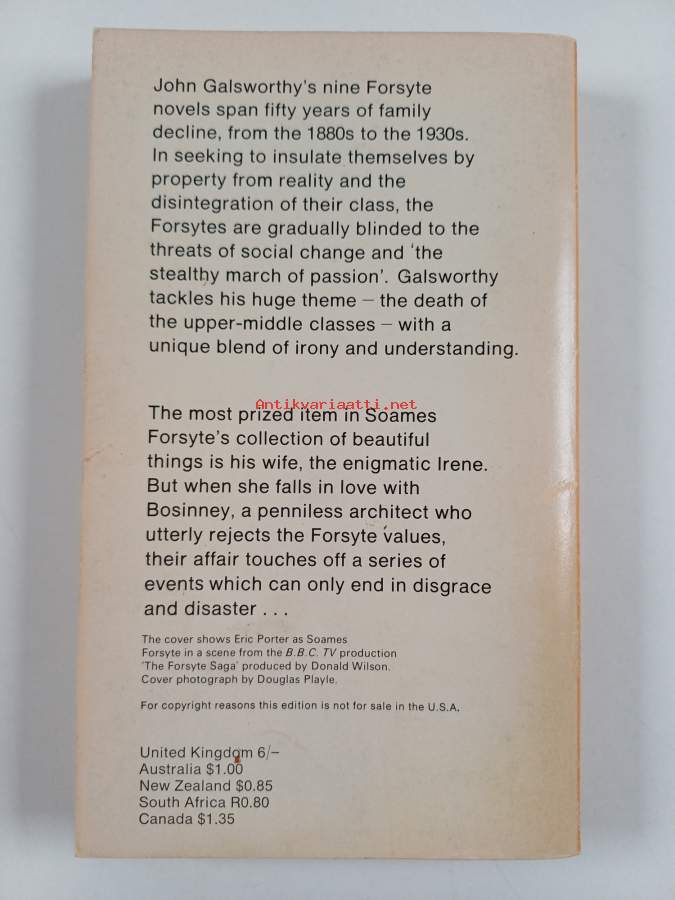 John Galsworthy's nine Forsyte
novels span fifty years of family
decline, from the 1880s to the 1930s.
In seeking to insulate themselves by
property from reality and the
disintegration of their class, the
Forsytes are gradually blinded to the
threats of social change and 'the
stealthy march of passion'. Galsworthy
tackles his huge theme – the death of
the upper-middle classes – with a
unique blend of irony and understanding.
Antikvariaatti.net
The most prized item in Soames
Forsyte's collection of beautiful
things is his wife, the enigmatic Irene.
But when she falls in love with
Bosinney, a penniless architect who
utterly rejects the Forsyte values,
their affair touches off a series of
events which can only end in disgrace
and disaster . . .
The cover shows Eric Porter as Soames
Forsyte in a scene from the B.B.C. TV production
'The Forsyte Saga' produced by Donald Wilson.
Cover photograph by Douglas Playle.
For copyright reasons this edition is not for sale in the U.S.A.
United Kingdom 6/–
Australia $1.00
New Zealand $0.85
South Africa R0.80
Canada $1.35